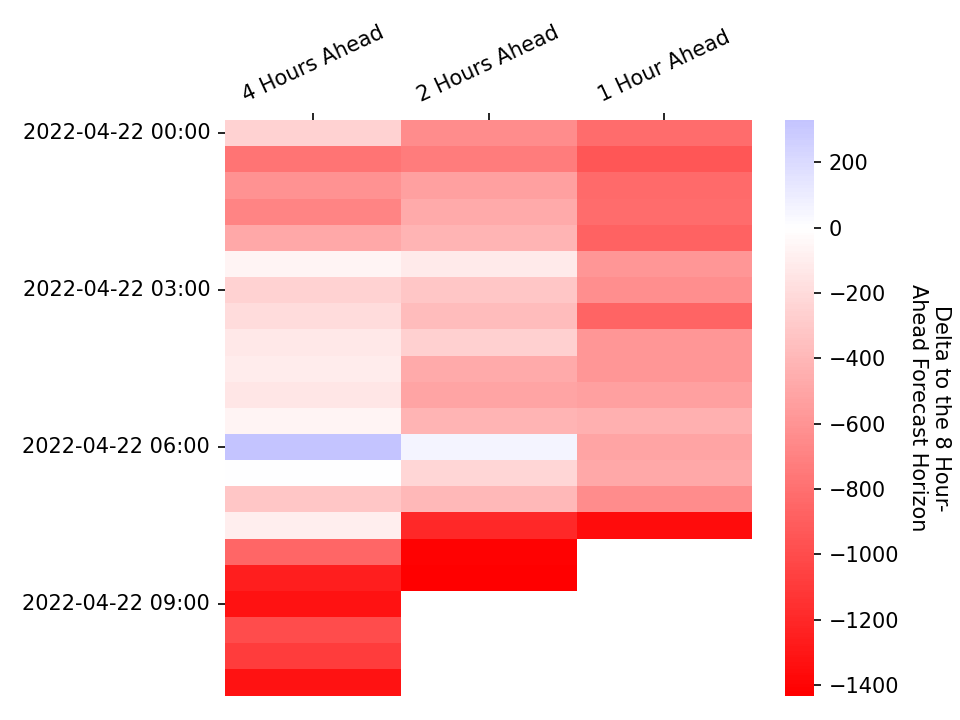 4 Hours Ahead
2 Hours Ahead
1 Hour Ahead
2022-04-22 00:00
2022-04-22 03:00
2022-04-22 06:00
2022-04-22 09:00
200
0
−200
−400
−600
−800
−1000
−1200
−1400
Delta to the 8 Hour-
Ahead Forecast Horizon